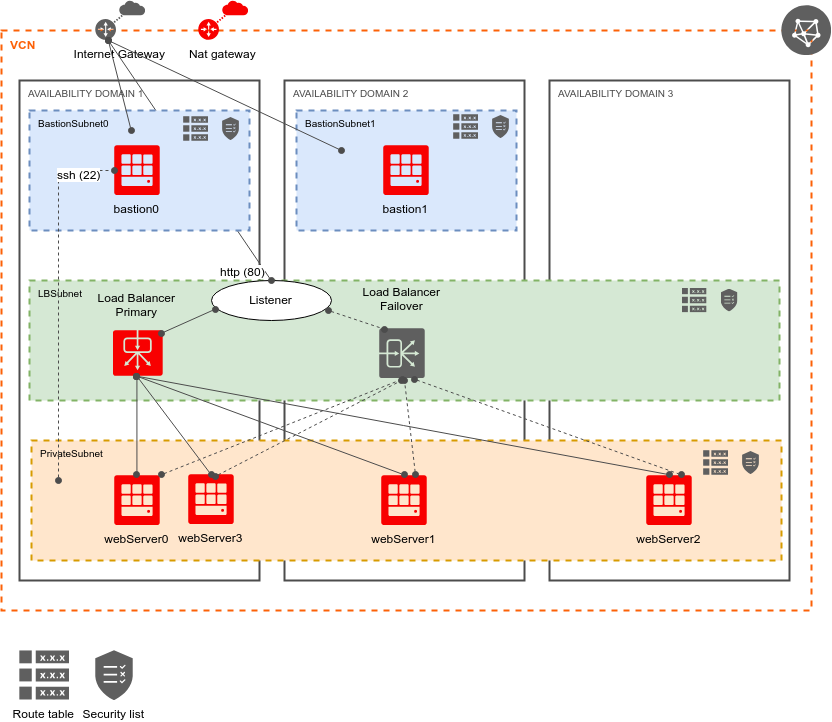 VCN
Internet Gateway
Nat gateway
AVAILABILITY DOMAIN 1
AVAILABILITY DOMAIN 2
AVAILABILITY DOMAIN 3
BastionSubnet0
x.x.x
x.x.x
x.x.x
BastionSubnet1
x.x.x
x.x.x
x.x.x
ssh (22)
bastion0
bastion1
http (80)
LBSubnet
Load Balancer
Primary
Listener
Load Balancer
Failover
x.x.x
x.x.x
x.x.x
PrivateSubnet
x.x.x
x.x.x
x.x.x
webServer0
webServer3
webServer1
webServer2
x.x.x
x.x.x
x.x.x
Route table
Security list